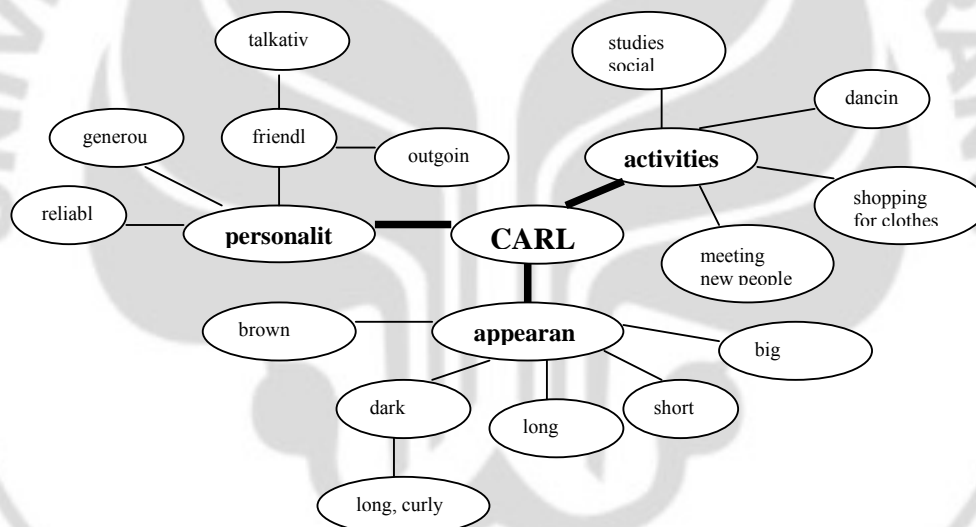 talkativ
studies
social
dancin
generou
friendl
outgoin
activities
shopping
for clothes
reliabl
personalit
CARL
meeting
new people
brown
appearan
big
dark
long
short
long, curly